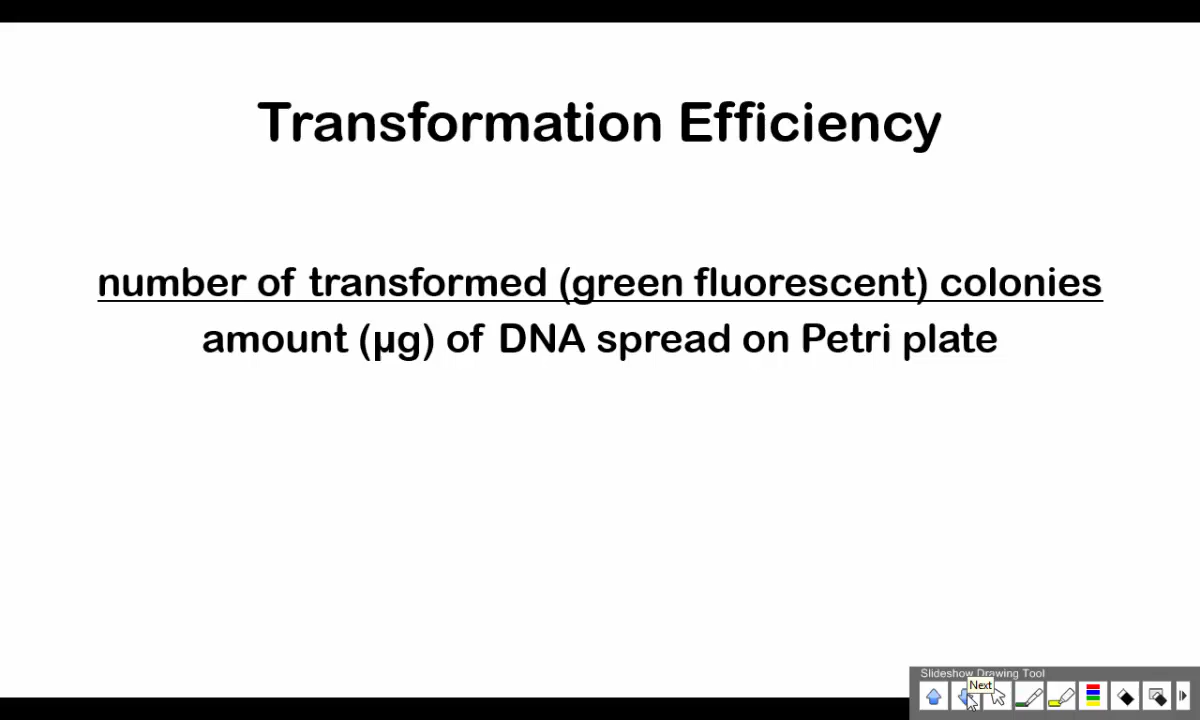 Transformation Efficiency
number of transformed (green fluorescent) colonies
amount (µg) of DNA spread on Petri plate
Slideshow Drawing Tool
Next